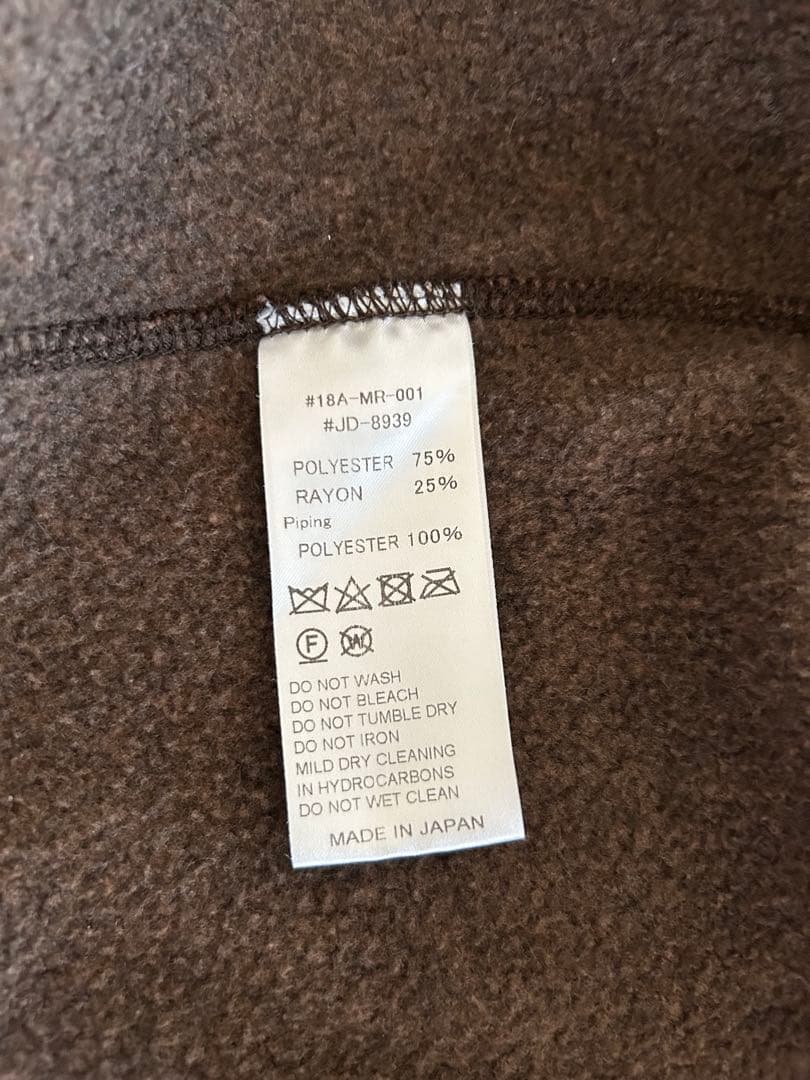 #18A-MR-001
#JD-8939
POLYESTER 75%
RAYON 25%
Piping
POLYESTER 100%
F W
DO NOT WASH
DO NOT BLEACH
DO NOT TUMBLE DRY
DO NOT IRON
MILD DRY CLEANING
IN HYDROCARBONS
DO NOT WET CLEAN
MADE IN JAPAN